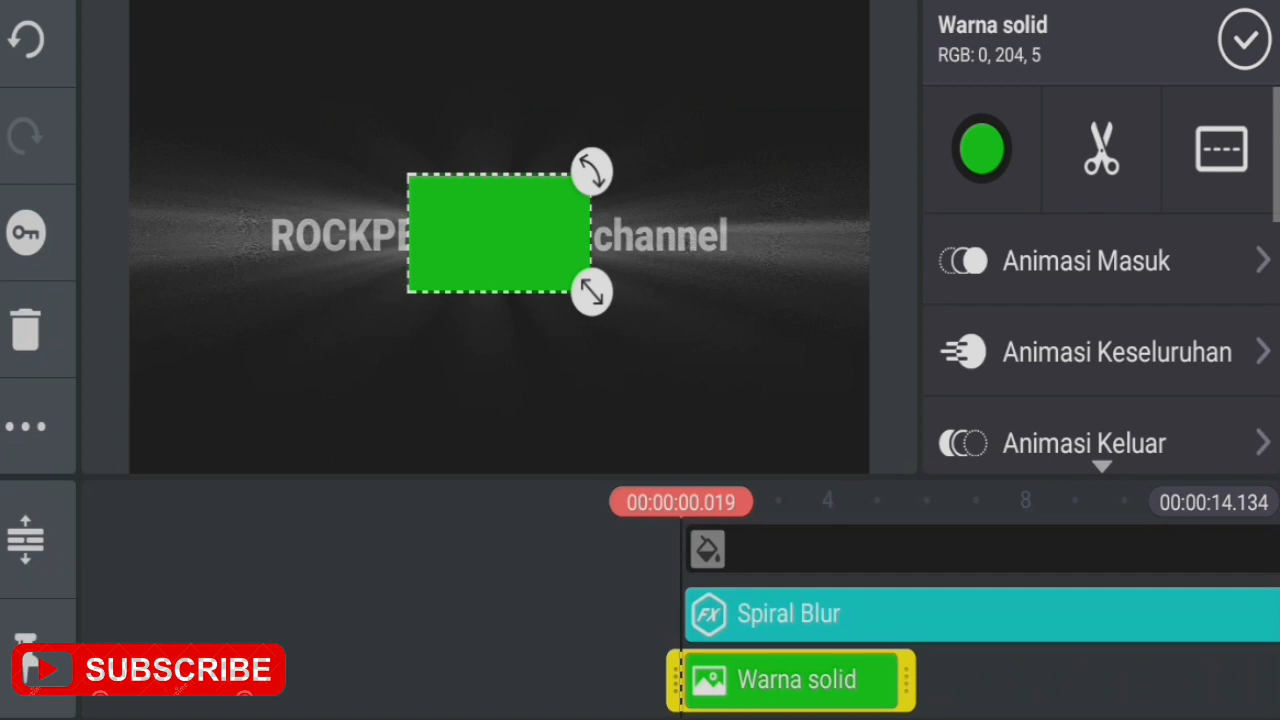 Warna solid
RGB: 0, 204, 5
ROCKPE channel
Animasi Masuk
Animasi Keseluruhan
Animasi Keluar
00:00:00.019
4
8
00:00:14.134
FX Spiral Blur
Warna solid
SUBSCRIBE